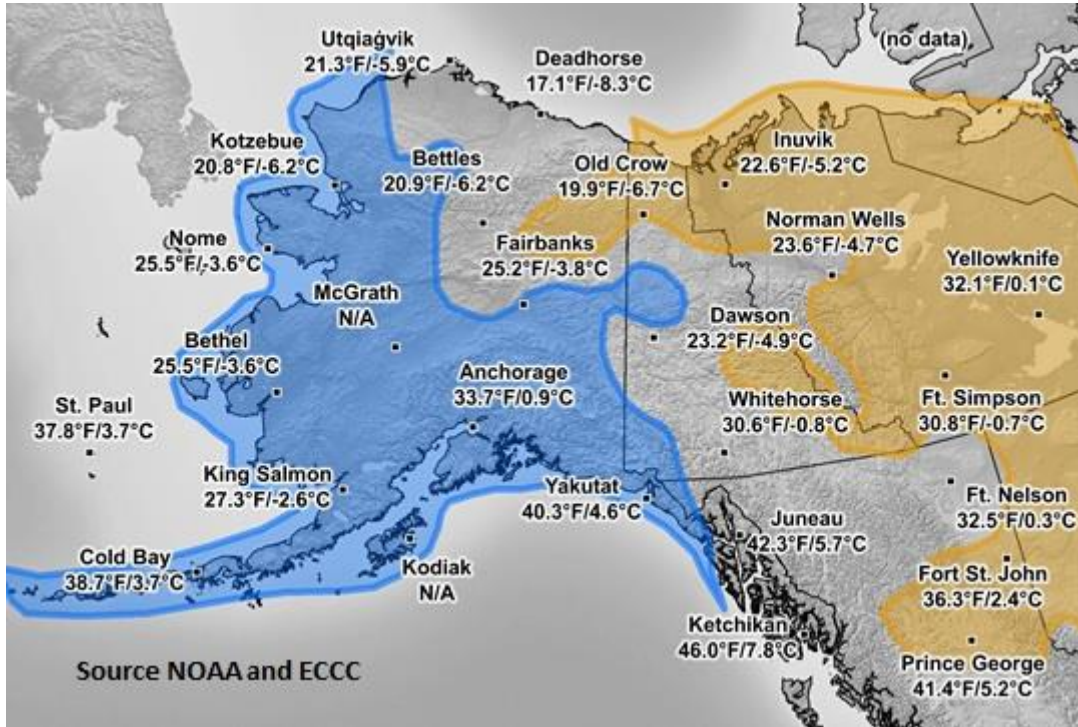 Utqiaġvik
21.3°F/-5.9°C
Deadhorse
17.1°F/-8.3°C
(no data)
Kotzebue
20.8°F/-6.2°C
Bettles
20.9°F/-6.2°C
Old Crow
19.9°F/-6.7°C
Inuvik
22.6°F/-5.2°C
Nome
25.5°F/-3.6°C
Fairbanks
25.2°F/-3.8°C
Norman Wells
23.6°F/-4.7°C
Yellowknife
32.1°F/0.1°C
McGrath
N/A
Dawson
23.2°F/-4.9°C
Bethel
25.5°F/-3.6°C
Anchorage
33.7°F/0.9°C
St. Paul
37.8°F/3.7°C
Whitehorse
30.6°F/-0.8°C
Ft. Simpson
30.8°F/-0.7°C
King Salmon
27.3°F/-2.6°C
Yakutat
40.3°F/4.6°C
Ft. Nelson
32.5°F/0.3°C
Juneau
42.3°F/5.7°C
Cold Bay
38.7°F/3.7°C
Kodiak
N/A
Fort St. John
36.3°F/2.4°C
Ketchikan
46.0°F/7.8°C
Prince George
41.4°F/5.2°C
Source NOAA and ECCC